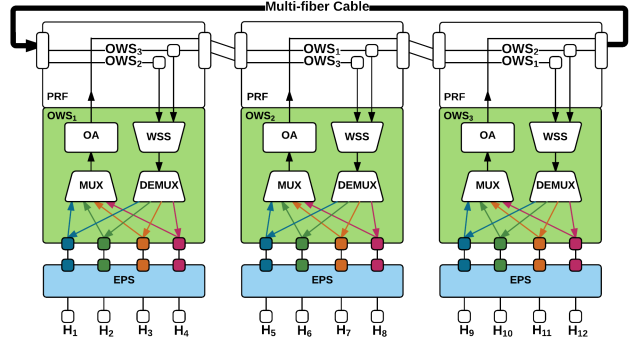 Multi-fiber Cable
OWS₃ OWS₁ OWS₂
OWS₂ OWS₃ OWS₁
PRF PRF PRF
OWS₁ OWS₂ OWS₃
OA WSS OA WSS OA WSS
MUX DEMUX MUX DEMUX MUX DEMUX
EPS EPS EPS
H₁ H₂ H₃ H₄ H₅ H₆ H₇ H₈ H₉ H₁₀ H₁₁ H₁₂